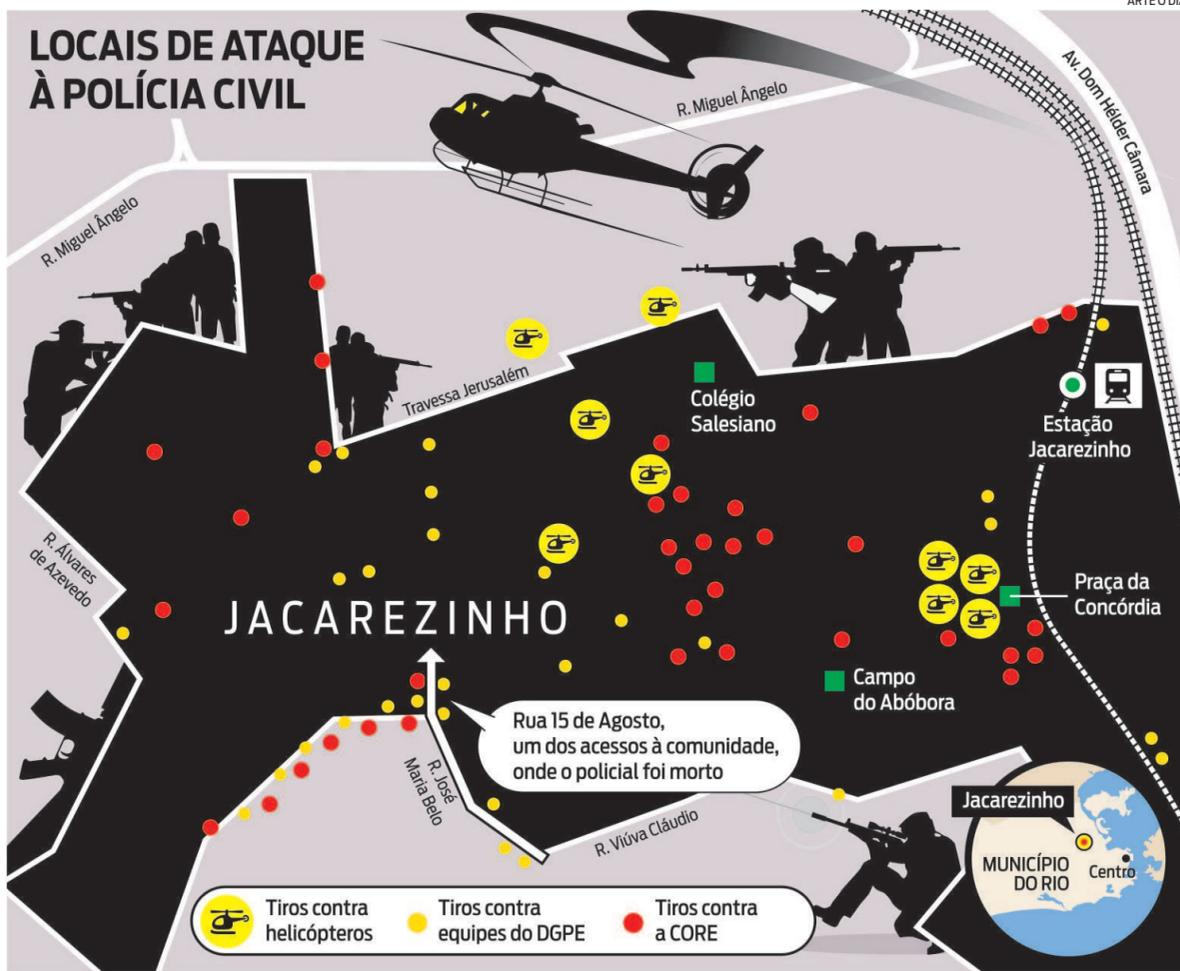 ARTE O DIA
LOCAIS DE ATAQUE
À POLÍCIA CIVIL
R. Miguel Ângelo
Av. Dom Hélder Câmara
R. Miguel Ângelo
Travessa Jerusalém
Colégio
Salesiano
Estação
Jacarezinho
R. Álvares
de Azevedo
JACAREZINHO
Praça da
Concórdia
Campo
do Abóbora
Rua 15 de Agosto,
um dos acessos à comunidade,
onde o policial foi morto
R. José
Maria Belo
R. Viúva Cláudio
Jacarezinho
MUNICÍPIO
DO RIO
Centro
Tiros contra
helicópteros
Tiros contra
equipes do DGPE
Tiros contra
a CORE